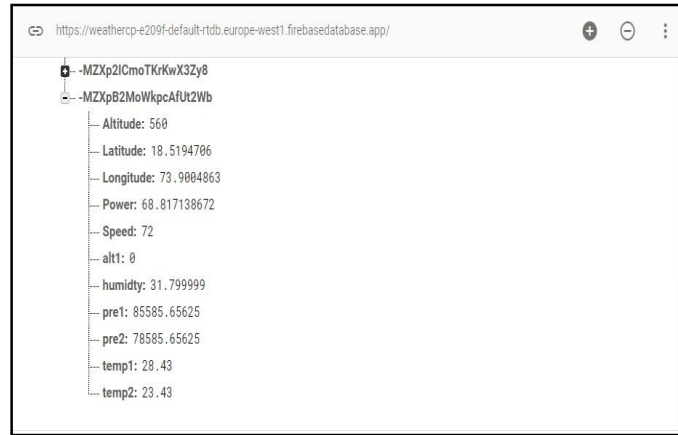 https://weathercp-e209f-default-rtdb.europe-west1.firebasedatabase.app/
-MZXp2ICmoTKrKwX3Zy8
-MZXpB2MoWkpcAfUt2Wb
Altitude: 560
Latitude: 18.5194706
Longitude: 73.9004863
Power: 68.817138672
Speed: 72
alt1: 0
humidty: 31.799999
pre1: 85585.65625
pre2: 78585.65625
temp1: 28.43
temp2: 23.43